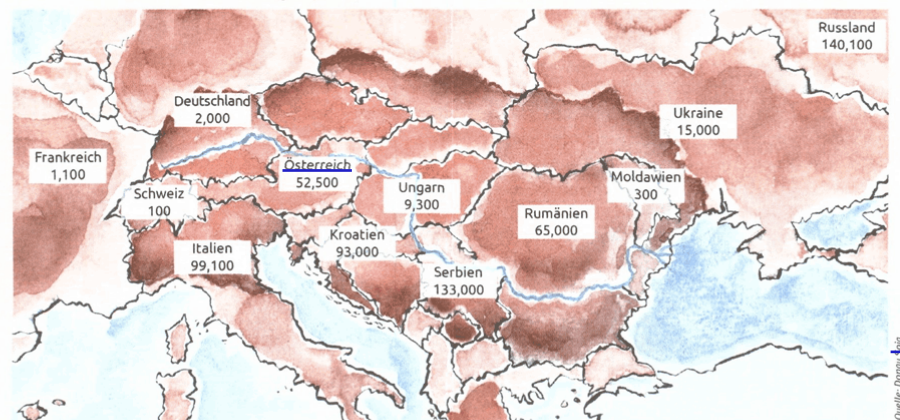 Russland
140,100
Deutschland
2,000
Ukraine
15,000
Frankreich
1,100
Österreich
52,500
Moldawien
300
Schweiz
100
Ungarn
9,300
Rumänien
65,000
Kroatien
93,000
Italien
99,100
Serbien
133,000
Quelle: